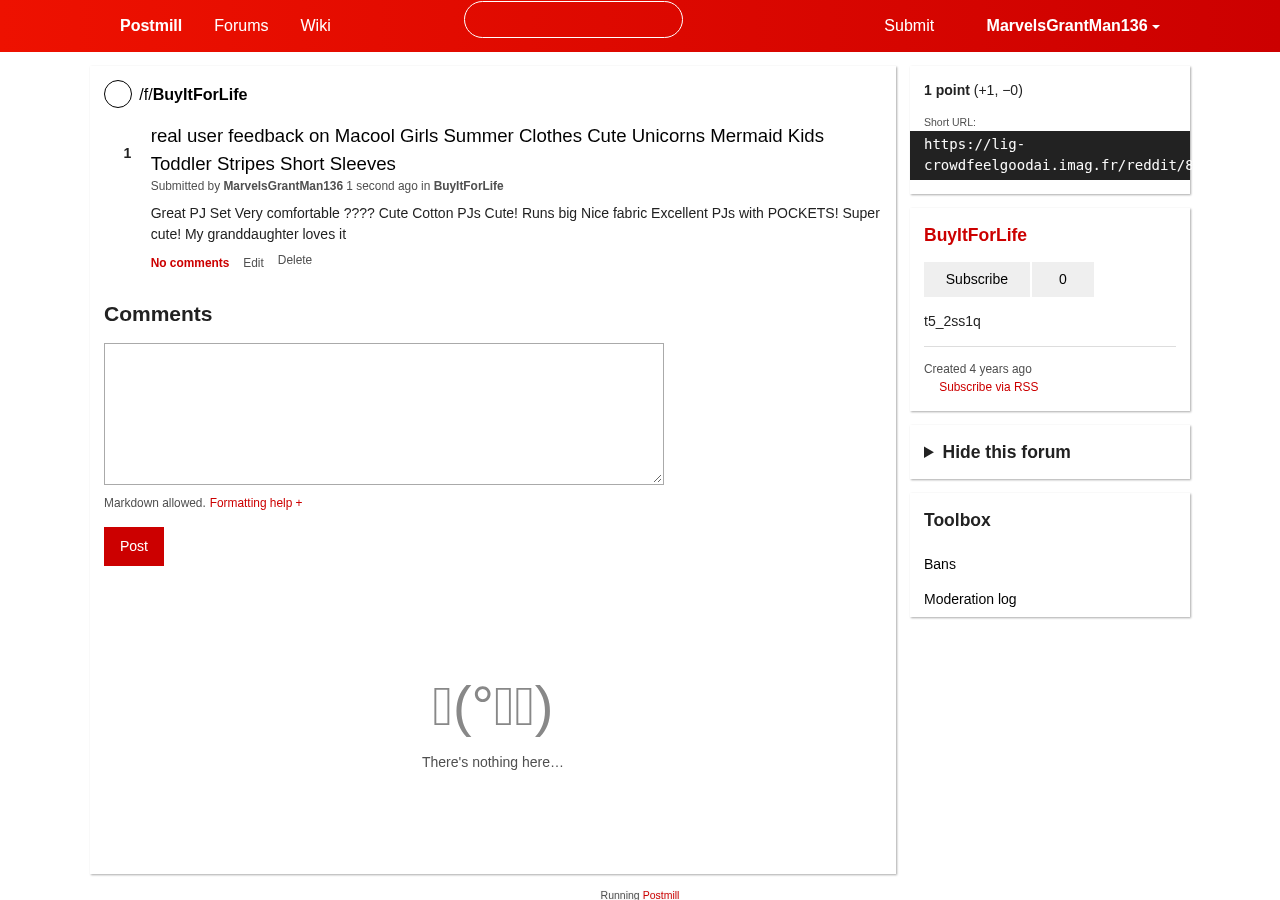 Postmill Forums Wiki Submit MarvelsGrantMan136
/f/BuyItForLife
1
real user feedback on Macool Girls Summer Clothes Cute Unicorns Mermaid Kids
Toddler Stripes Short Sleeves
Submitted by MarvelsGrantMan136 1 second ago in BuyItForLife
Great PJ Set Very comfortable ???? Cute Cotton PJs Cute! Runs big Nice fabric Excellent PJs with POCKETS! Super
cute! My granddaughter loves it
No comments Edit Delete
Comments
Markdown allowed. Formatting help +
Post
There's nothing here…
1 point (+1, −0)
Short URL:
https://lig-
crowdfeelgoodai.imag.fr/reddit/8
BuyItForLife
Subscribe 0
t5_2ss1q
Created 4 years ago
Subscribe via RSS
Hide this forum
Toolbox
Bans
Moderation log
Running Postmill